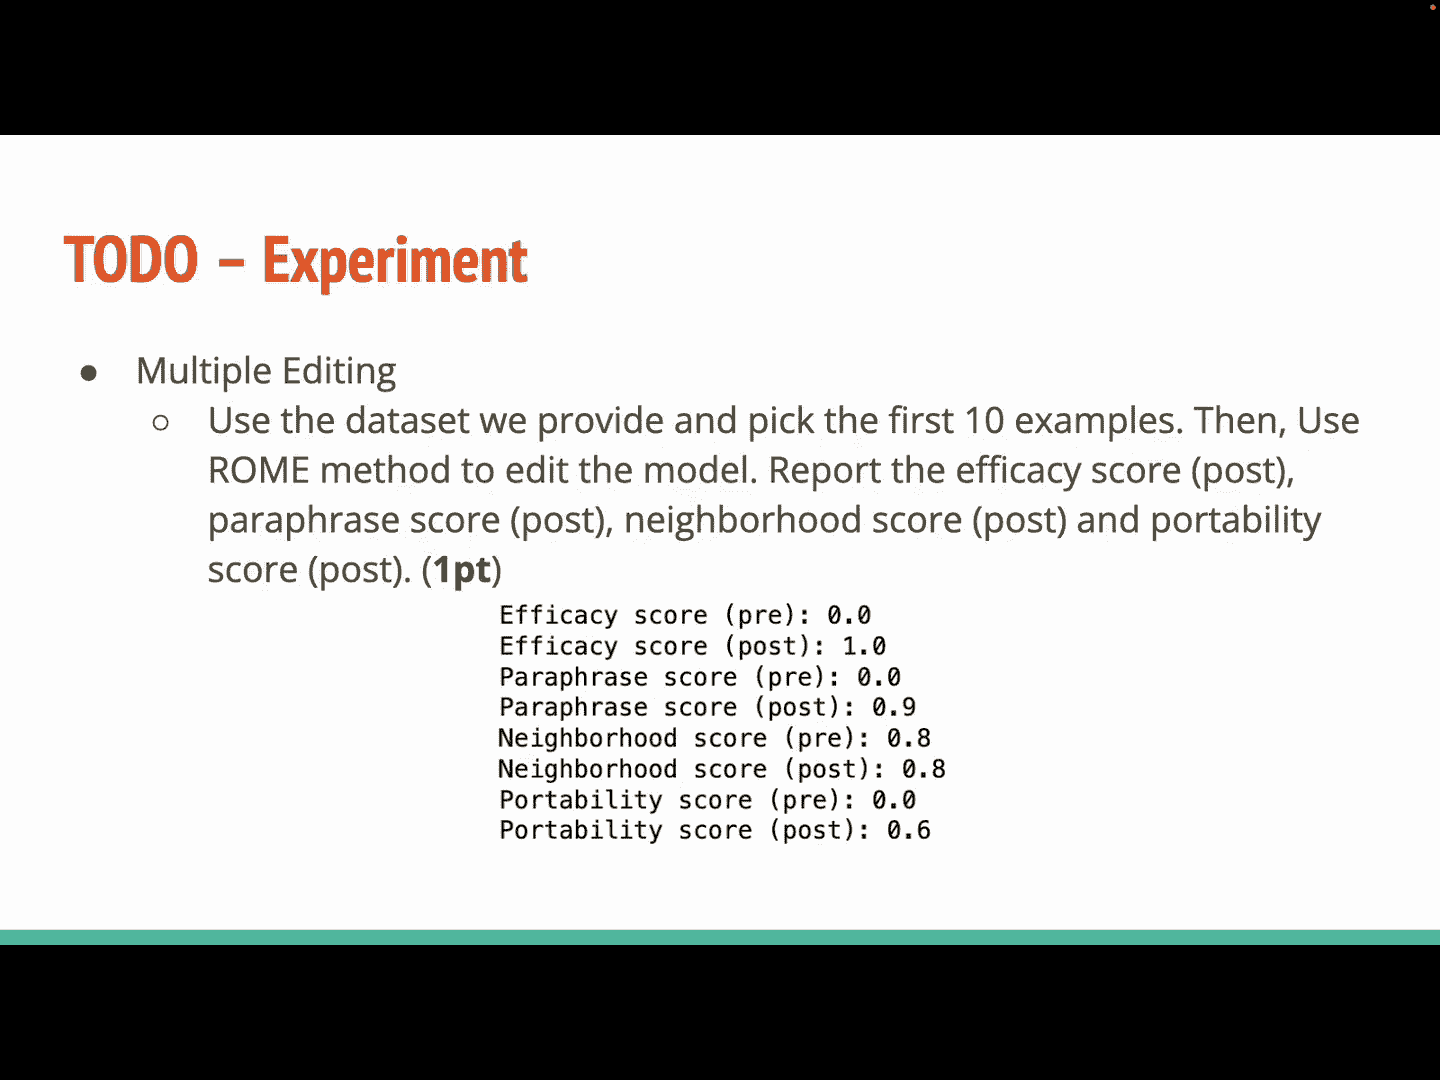 TODO – Experiment
● Multiple Editing
○ Use the dataset we provide and pick the first 10 examples. Then, Use
ROME method to edit the model. Report the efficacy score (post),
paraphrase score (post), neighborhood score (post) and portability
score (post). (1pt)
Efficacy score (pre): 0.0
Efficacy score (post): 1.0
Paraphrase score (pre): 0.0
Paraphrase score (post): 0.9
Neighborhood score (pre): 0.8
Neighborhood score (post): 0.8
Portability score (pre): 0.0
Portability score (post): 0.6